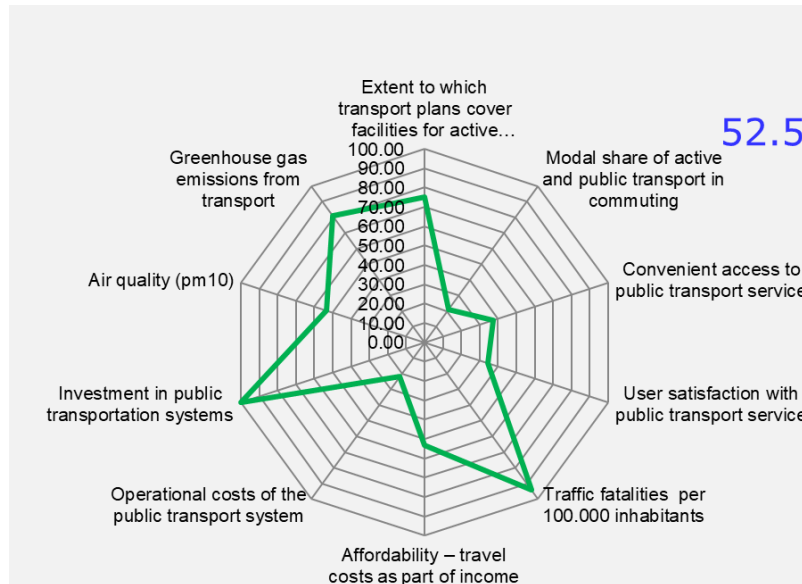 Extent to which
transport plans cover
facilities for active…
52.5
Greenhouse gas
emissions from
transport
Modal share of active
and public transport in
commuting
100.00
90.00
80.00
70.00
60.00
50.00
40.00
30.00
20.00
10.00
0.00
Air quality (pm10)
Convenient access to
public transport service
Investment in public
transportation systems
User satisfaction with
public transport service
Operational costs of the
public transport system
Traffic fatalities per
100.000 inhabitants
Affordability – travel
costs as part of income